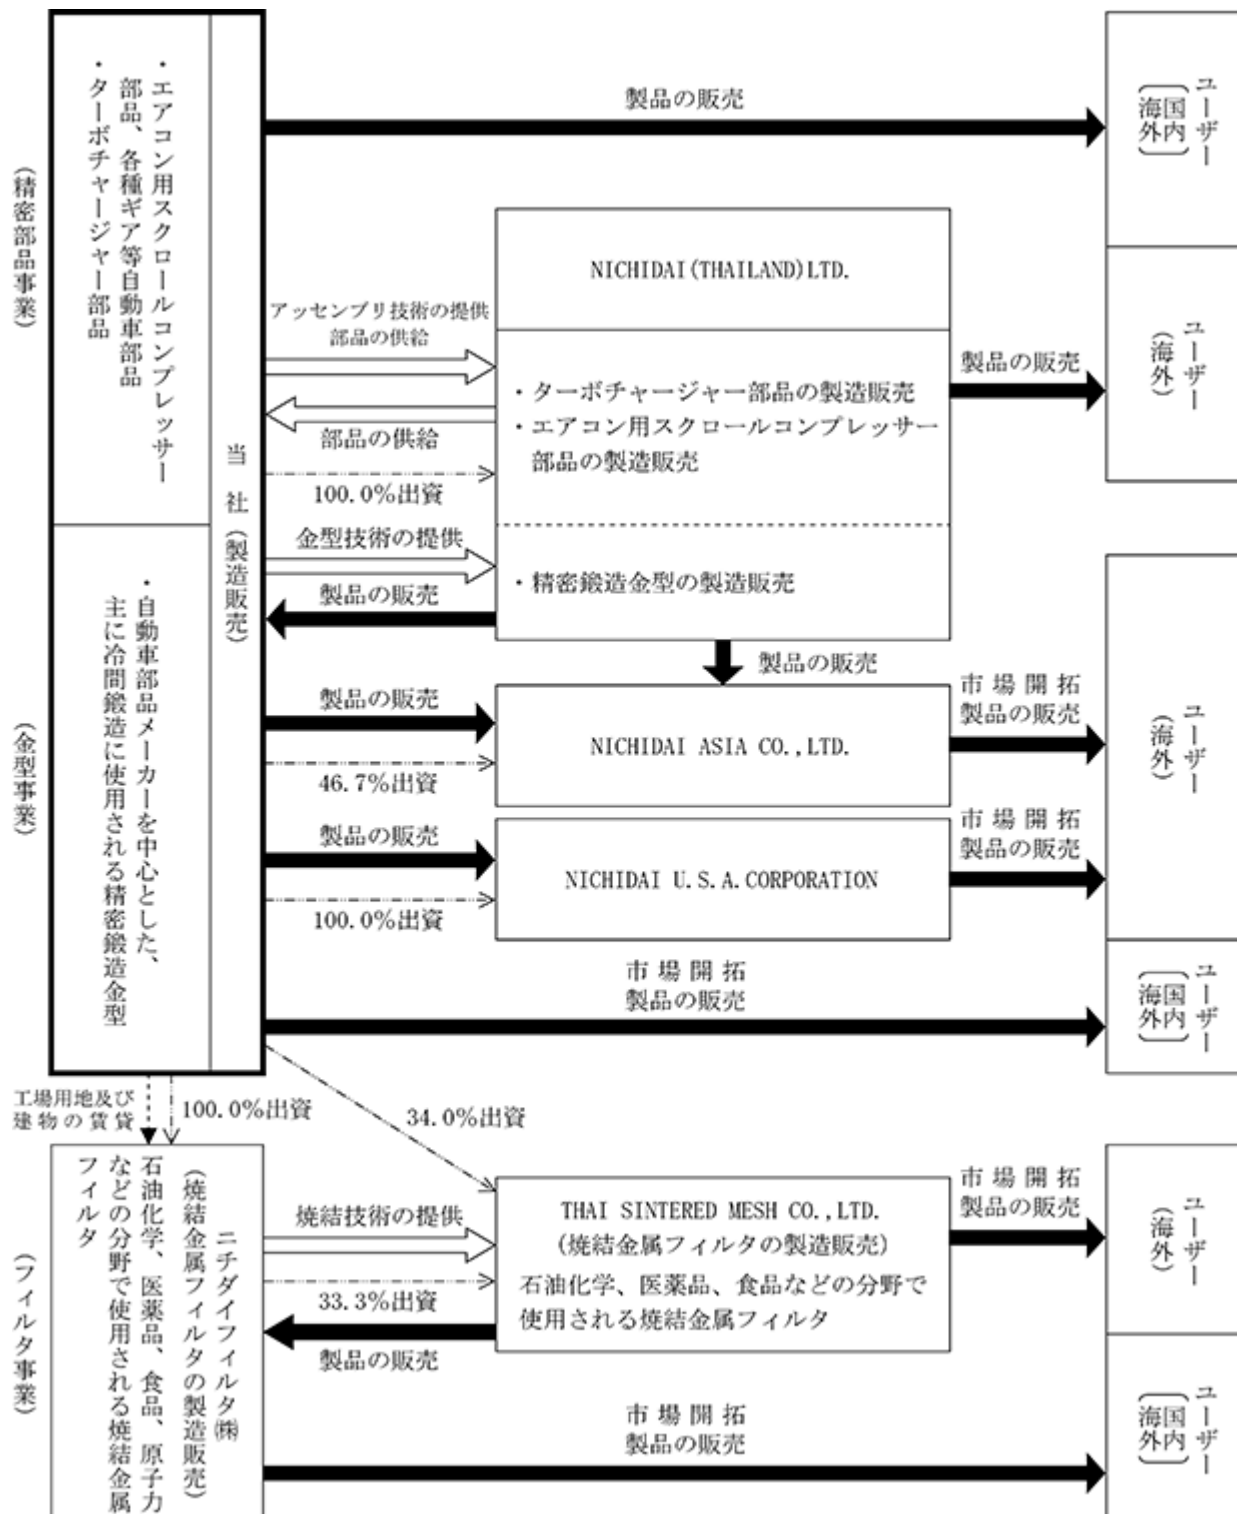 (精密部品事業)
・エアコン用スクロールコンプレッサー
部品、各種ギア等自動車部品
・ターボチャージャー部品
当 社(製造販売)
製品の販売
ユーザー
〔国内
海外〕
アッセンブリ技術の提供
部品の供給
部品の供給
100.0%出資
NICHIDAI(THAILAND)LTD.
・ターボチャージャー部品の製造販売
・エアコン用スクロールコンプレッサー
部品の製造販売
製品の販売
ユーザー
(海外)
(金型事業)
・自動車部品メーカーを中心とした、
主に冷間鍛造に使用される精密鍛造金型
金型技術の提供
製品の販売
・精密鍛造金型の製造販売
製品の販売
製品の販売
46.7%出資
NICHIDAI ASIA CO.,LTD.
市場開拓
製品の販売
ユーザー
(海外)
製品の販売
100.0%出資
NICHIDAI U.S.A.CORPORATION
市場開拓
製品の販売
市場開拓
製品の販売
ユーザー
〔国内
海外〕
工場用地及び
建物の賃貸
100.0%出資
34.0%出資
(フィルタ事業)
ニチダイフィルタ㈱
(焼結金属フィルタの製造販売)
石油化学、医薬品、食品、原子力
などの分野で使用される焼結金属
フィルタ
焼結技術の提供
33.3%出資
製品の販売
THAI SINTERED MESH CO.,LTD.
(焼結金属フィルタの製造販売)
石油化学、医薬品、食品などの分野で
使用される焼結金属フィルタ
市場開拓
製品の販売
ユーザー
(海外)
市場開拓
製品の販売
ユーザー
〔国内
海外〕